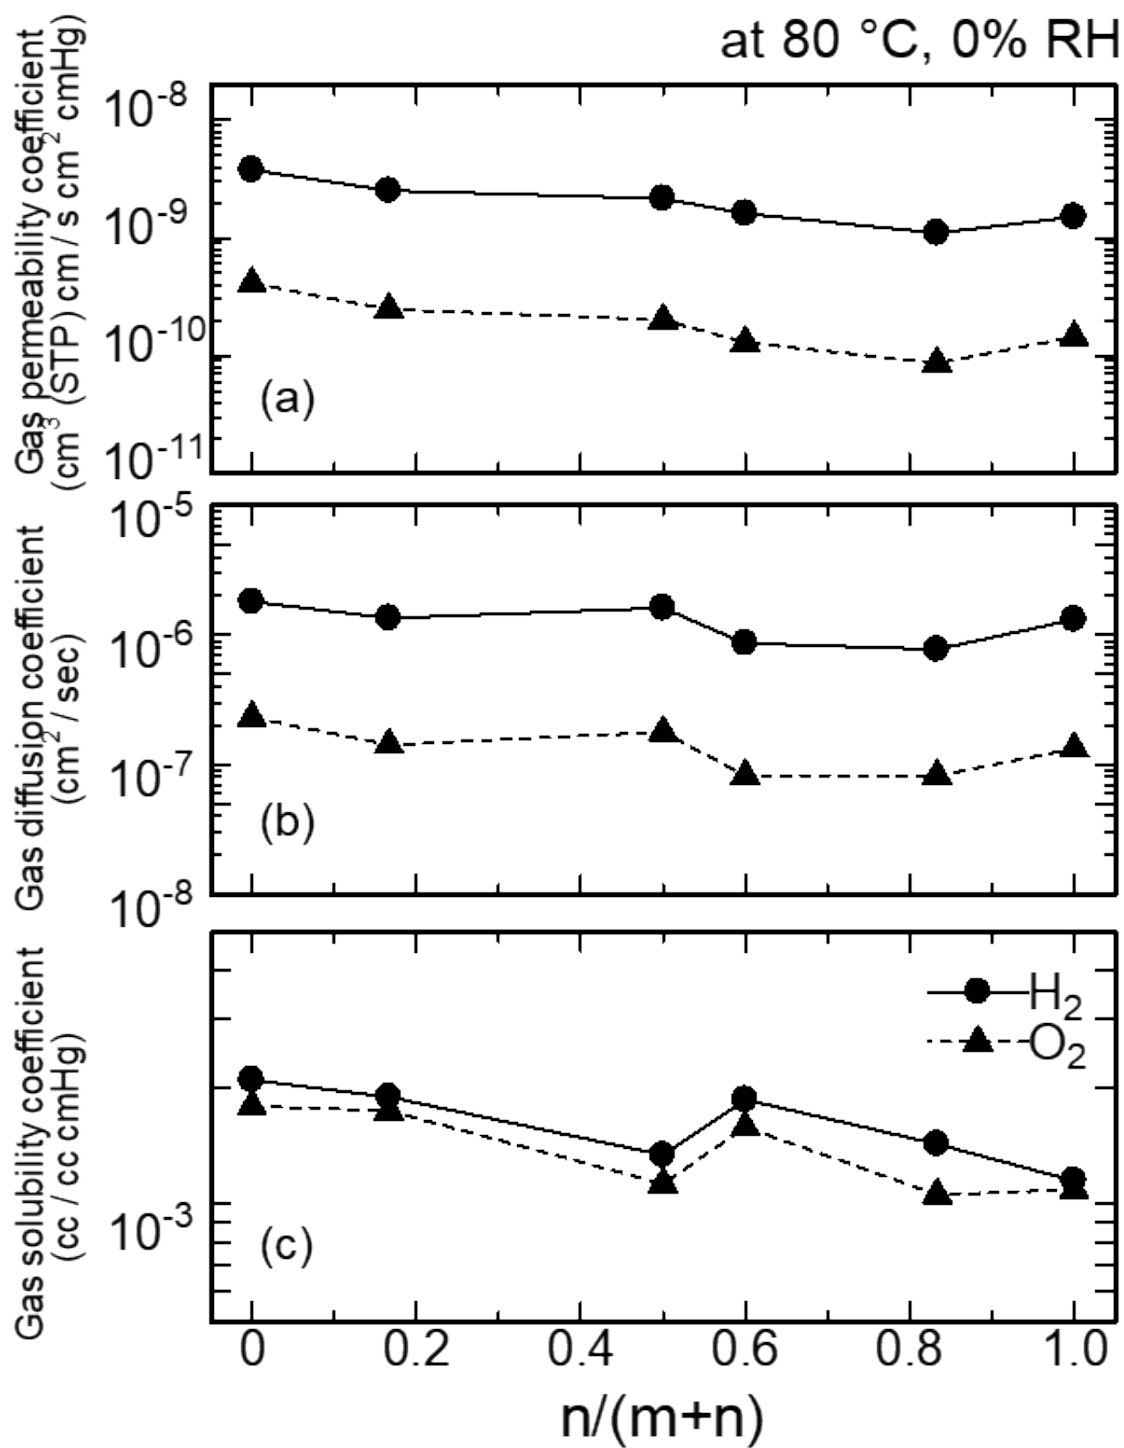 at 80 °C, 0% RH
Gas permeability coefficient
(cm³ (STP) cm / s cm² cmHg)
10⁻⁸
10⁻⁹
10⁻¹⁰
10⁻¹¹
(a)
Gas diffusion coefficient
(cm² / sec)
10⁻⁵
10⁻⁶
10⁻⁷
10⁻⁸
(b)
Gas solubility coefficient
(cc / cc cmHg)
10⁻³
(c)
H₂
O₂
0 0.2 0.4 0.6 0.8 1.0
n/(m+n)